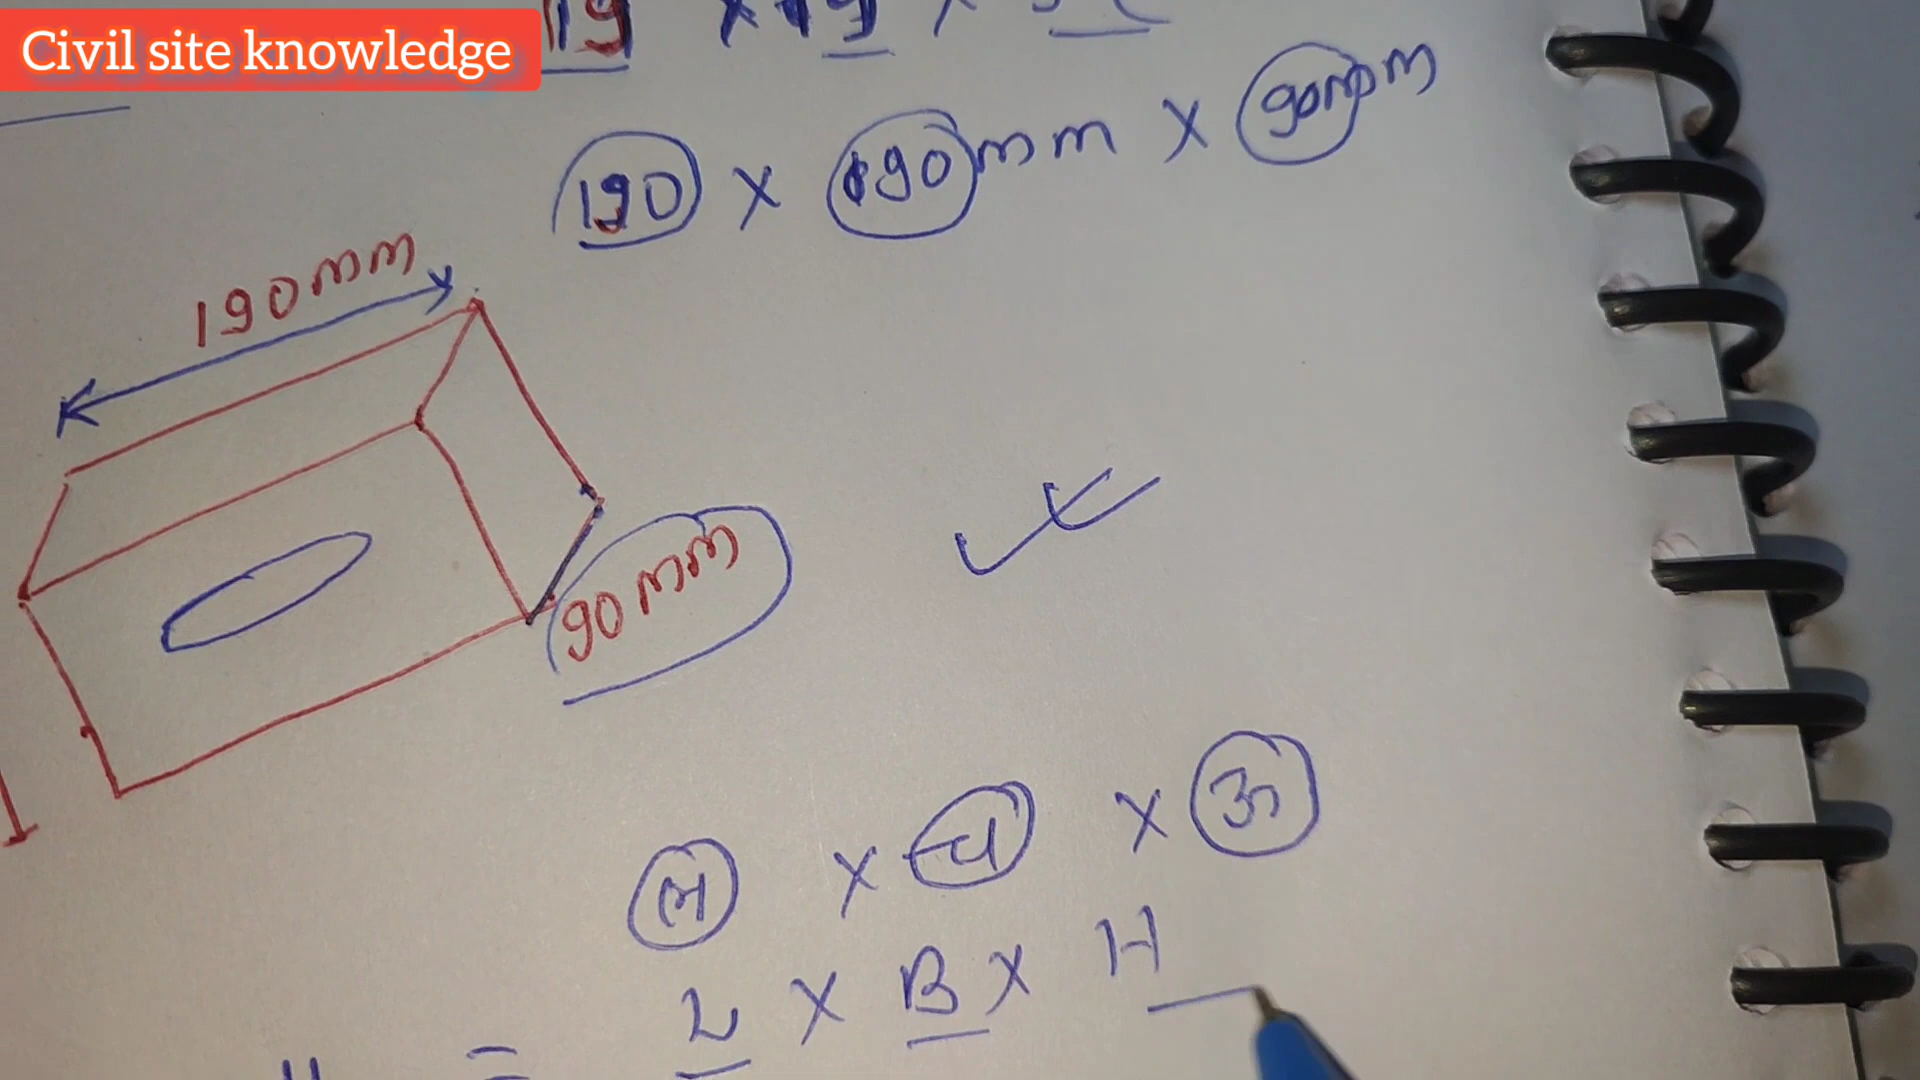 Civil site knowledge
190 X 90mm X 90mm
190mm
90mm
ल X च X ऊ
L X B X H
=